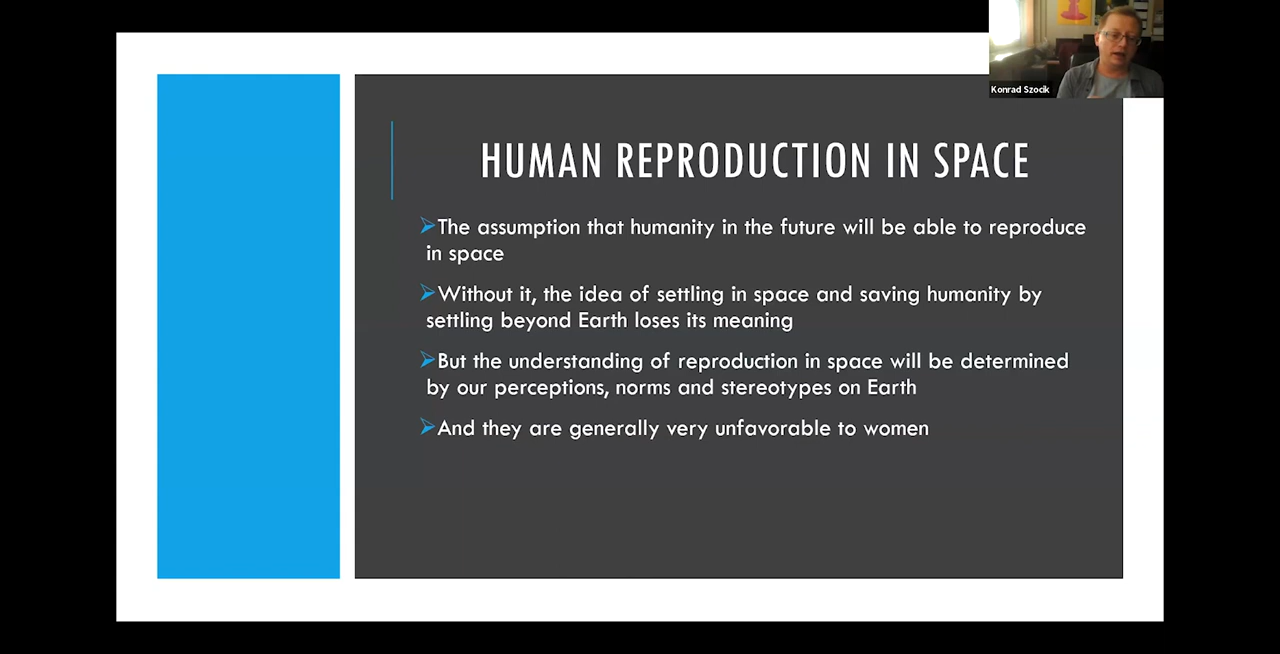 Konrad Szocik
HUMAN REPRODUCTION IN SPACE
➢The assumption that humanity in the future will be able to reproduce
in space
➢Without it, the idea of settling in space and saving humanity by
settling beyond Earth loses its meaning
➢But the understanding of reproduction in space will be determined
by our perceptions, norms and stereotypes on Earth
➢And they are generally very unfavorable to women